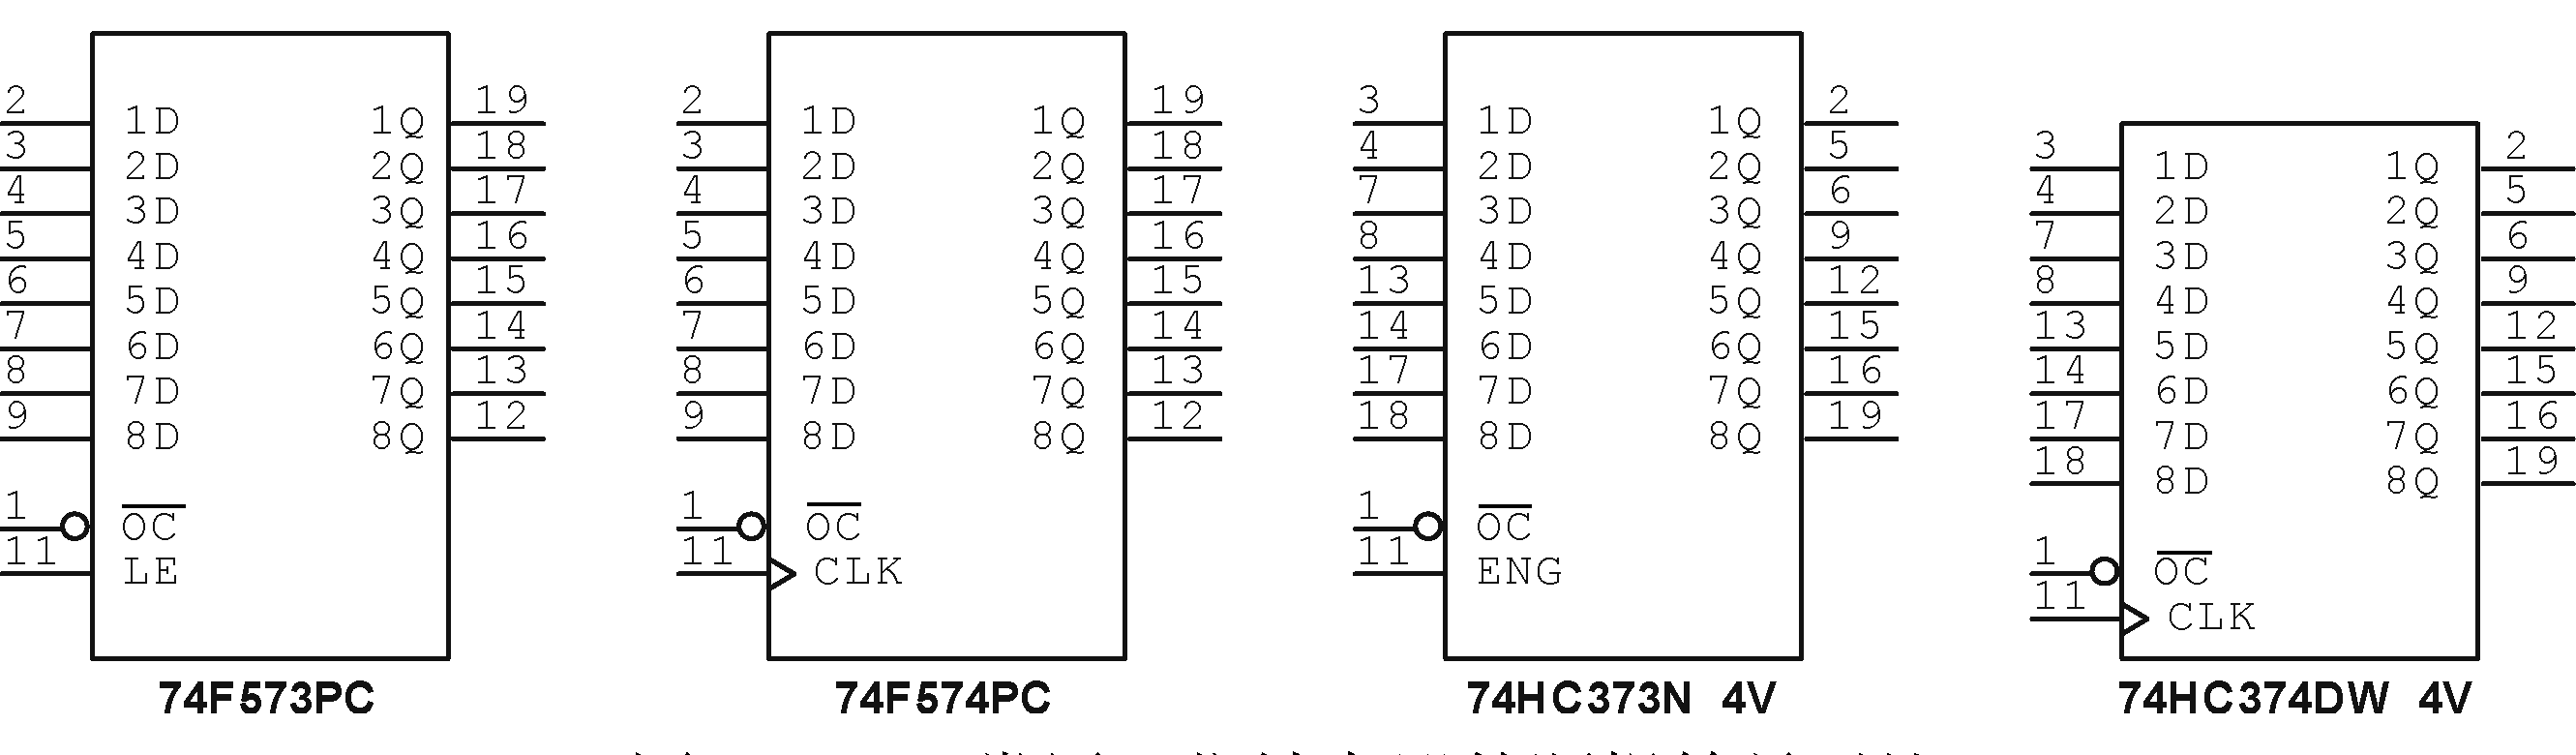 2 1D 1Q 19
3 2D 2Q 18
4 3D 3Q 17
5 4D 4Q 16
6 5D 5Q 15
7 6D 6Q 14
8 7D 7Q 13
9 8D 8Q 12
1 OC
11 LE
74F573PC
2 1D 1Q 19
3 2D 2Q 18
4 3D 3Q 17
5 4D 4Q 16
6 5D 5Q 15
7 6D 6Q 14
8 7D 7Q 13
9 8D 8Q 12
1 OC
11 CLK
74F574PC
3 1D 1Q 2
4 2D 2Q 5
7 3D 3Q 6
8 4D 4Q 9
13 5D 5Q 12
14 6D 6Q 15
17 7D 7Q 16
18 8D 8Q 19
1 OC
11 ENG
74HC373N 4V
3 1D 1Q 2
4 2D 2Q 5
7 3D 3Q 6
8 4D 4Q 9
13 5D 5Q 12
14 6D 6Q 15
17 7D 7Q 16
18 8D 8Q 19
1 OC
11 CLK
74HC374DW 4V